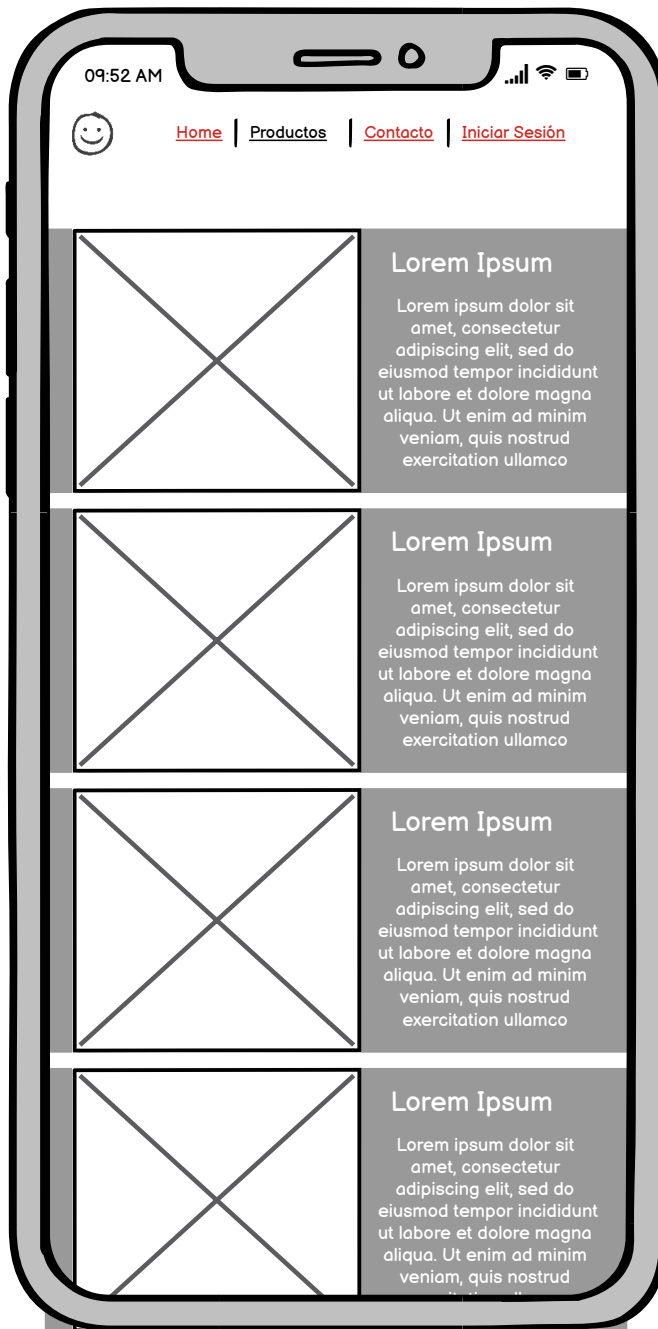 09:52 AM
Home Productos Contacto Iniciar Sesión
Lorem Ipsum
Lorem ipsum dolor sit
amet, consectetur
adipiscing elit, sed do
eiusmod tempor incididunt
ut labore et dolore magna
aliqua. Ut enim ad minim
veniam, quis nostrud
exercitation ullamco
Lorem Ipsum
Lorem ipsum dolor sit
amet, consectetur
adipiscing elit, sed do
eiusmod tempor incididunt
ut labore et dolore magna
aliqua. Ut enim ad minim
veniam, quis nostrud
exercitation ullamco
Lorem Ipsum
Lorem ipsum dolor sit
amet, consectetur
adipiscing elit, sed do
eiusmod tempor incididunt
ut labore et dolore magna
aliqua. Ut enim ad minim
veniam, quis nostrud
exercitation ullamco
Lorem Ipsum
Lorem ipsum dolor sit
amet, consectetur
adipiscing elit, sed do
eiusmod tempor incididunt
ut labore et dolore magna
aliqua. Ut enim ad minim
veniam, quis nostrud